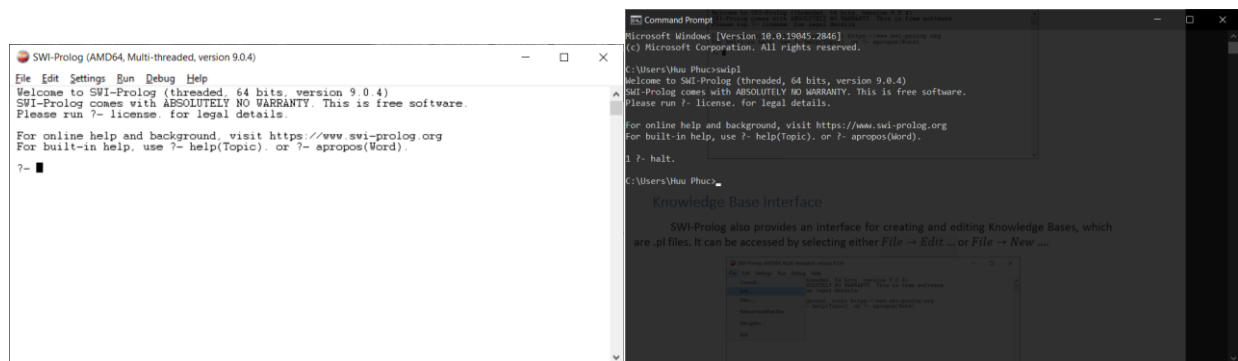 SWI-Prolog (AMD64, Multi-threaded, version 9.0.4)
File Edit Settings Run Debug Help
Welcome to SWI-Prolog (threaded, 64 bits, version 9.0.4)
SWI-Prolog comes with ABSOLUTELY NO WARRANTY. This is free software.
Please run ?- license. for legal details.
For online help and background, visit https://www.swi-prolog.org
For built-in help, use ?- help(Topic). or ?- apropos(Word).
?-
Command Prompt
Microsoft Windows [Version 10.0.19045.2846]
(c) Microsoft Corporation. All rights reserved.
C:\Users\Huu Phuc>swipl
Welcome to SWI-Prolog (threaded, 64 bits, version 9.0.4)
SWI-Prolog comes with ABSOLUTELY NO WARRANTY. This is free software.
Please run ?- license. for legal details.
For online help and background, visit https://www.swi-prolog.org
For built-in help, use ?- help(Topic). or ?- apropos(Word).
1 ?- halt.
C:\Users\Huu Phuc>
Knowledge Base Interface
SWI-Prolog also provides an interface for creating and editing Knowledge Bases, which
are .pl files. It can be accessed by selecting either File → Edit ... or File → New ....